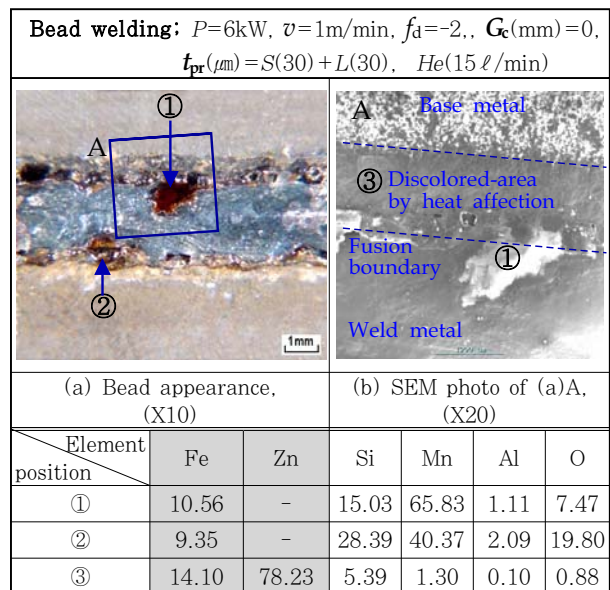 Bead welding; P=6kW, v=1m/min, fd=-2,, Gc(mm)=0,
tpr(㎛)=S(30)+L(30), He(15ℓ/min)
①
A
②
1mm
A
Base metal
③ Discolored-area
by heat affection
Fusion
boundary
①
Weld metal
(a) Bead appearance,
(X10)
(b) SEM photo of (a)A,
(X20)
Element
position
Fe Zn Si Mn Al O
① 10.56 - 15.03 65.83 1.11 7.47
② 9.35 - 28.39 40.37 2.09 19.80
③ 14.10 78.23 5.39 1.30 0.10 0.88